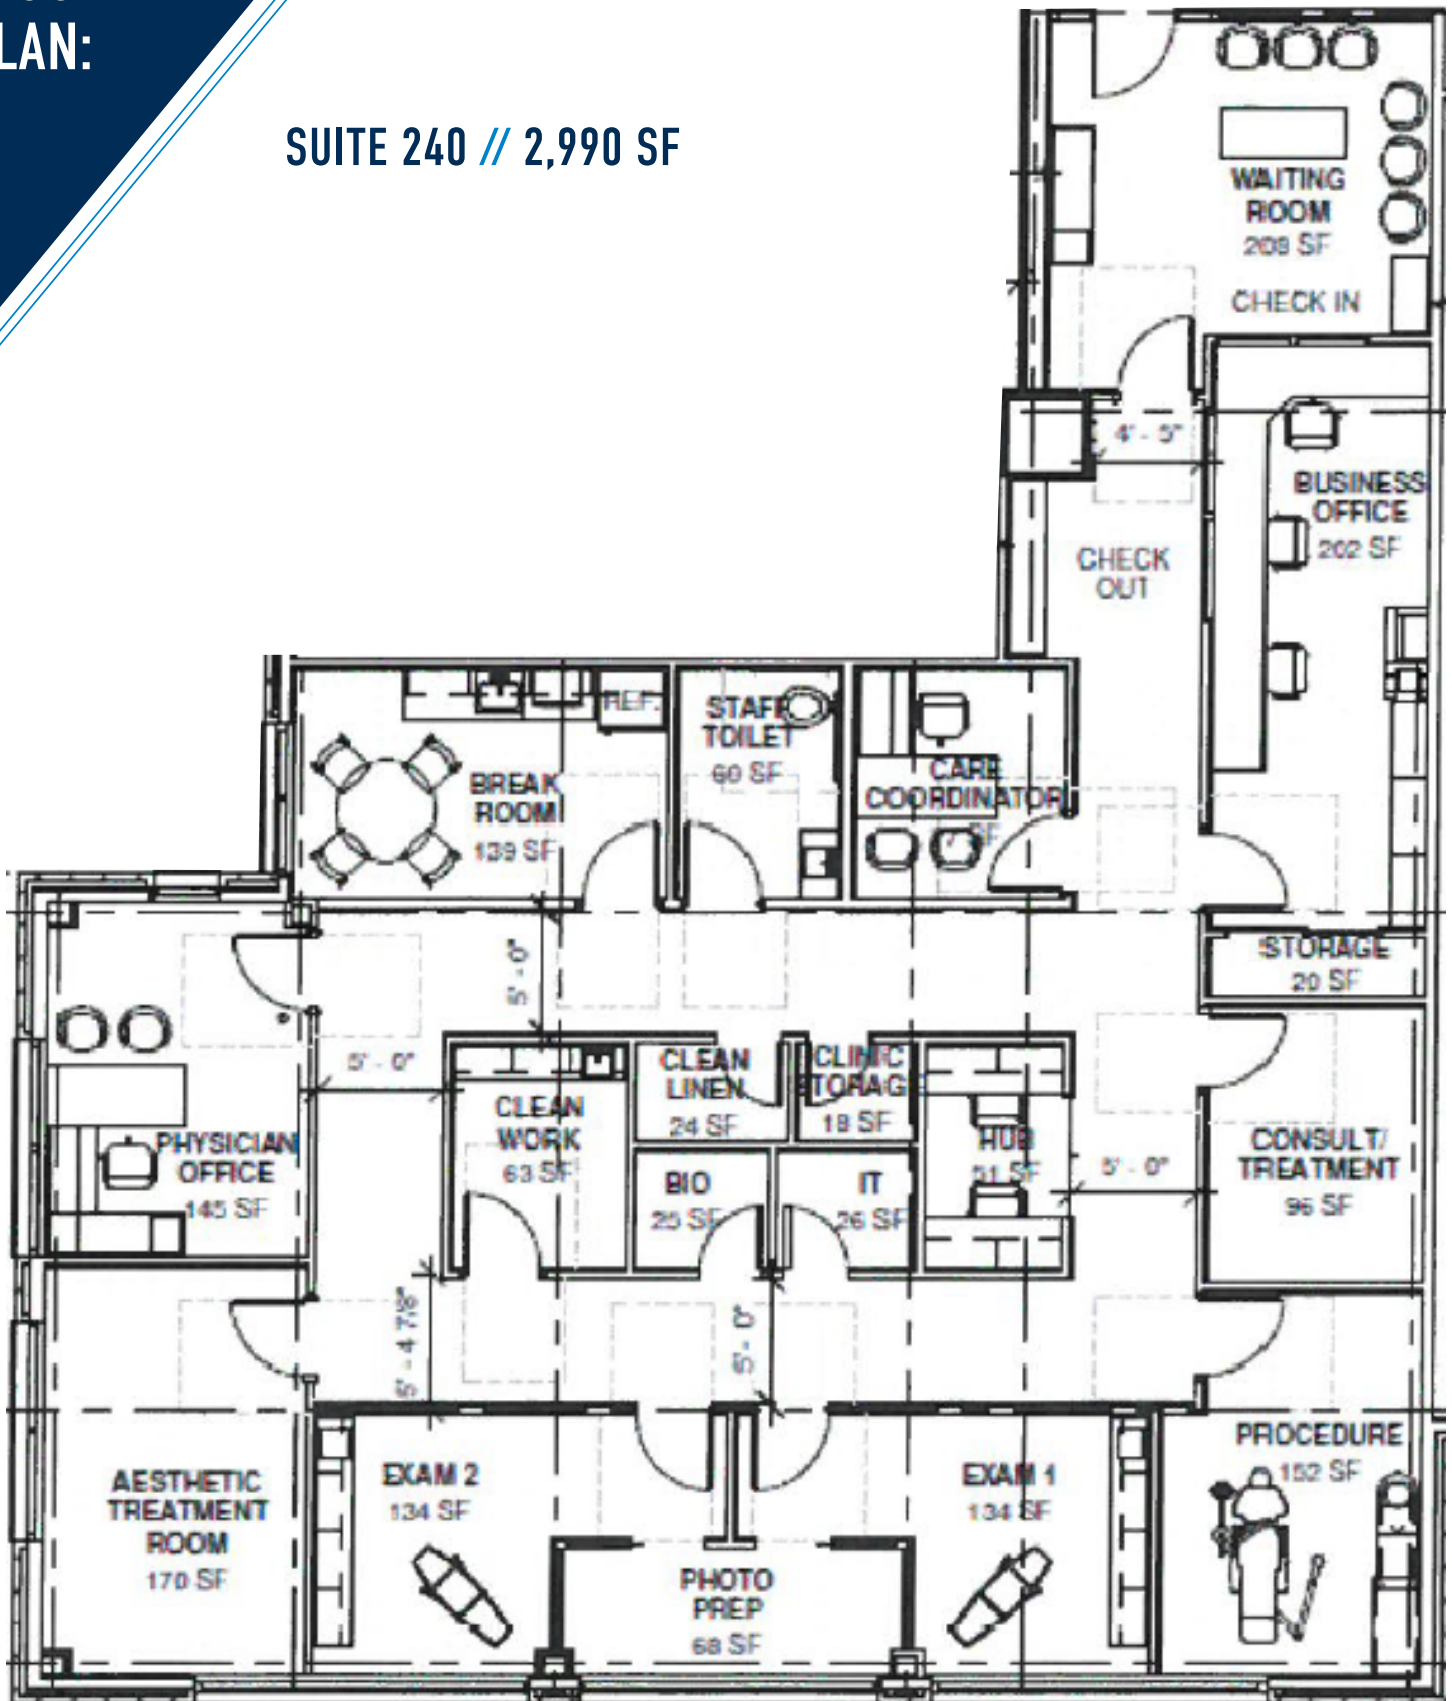 LAN:
SUITE 240 // 2,990 SF
WAITING
ROOM
208 SF
CHECK IN
4' - 5"
BUSINESS
OFFICE
202 SF
CHECK
OUT
REF.
BREAK
ROOM
139 SF
STAFF
TOILET
60 SF
CARE
COORDINATOR
SF
STORAGE
20 SF
5' - 0"
5' - 0"
PHYSICIAN
OFFICE
145 SF
CLEAN
WORK
63 SF
CLEAN
LINEN
24 SF
CLINIC
STORAGE
18 SF
BIO
25 SF
IT
26 SF
HUB
51 SF
5' - 0"
CONSULT/
TREATMENT
96 SF
5' - 4 7/8"
5' - 0"
AESTHETIC
TREATMENT
ROOM
170 SF
EXAM 2
134 SF
PHOTO
PREP
68 SF
EXAM 1
134 SF
PROCEDURE
152 SF